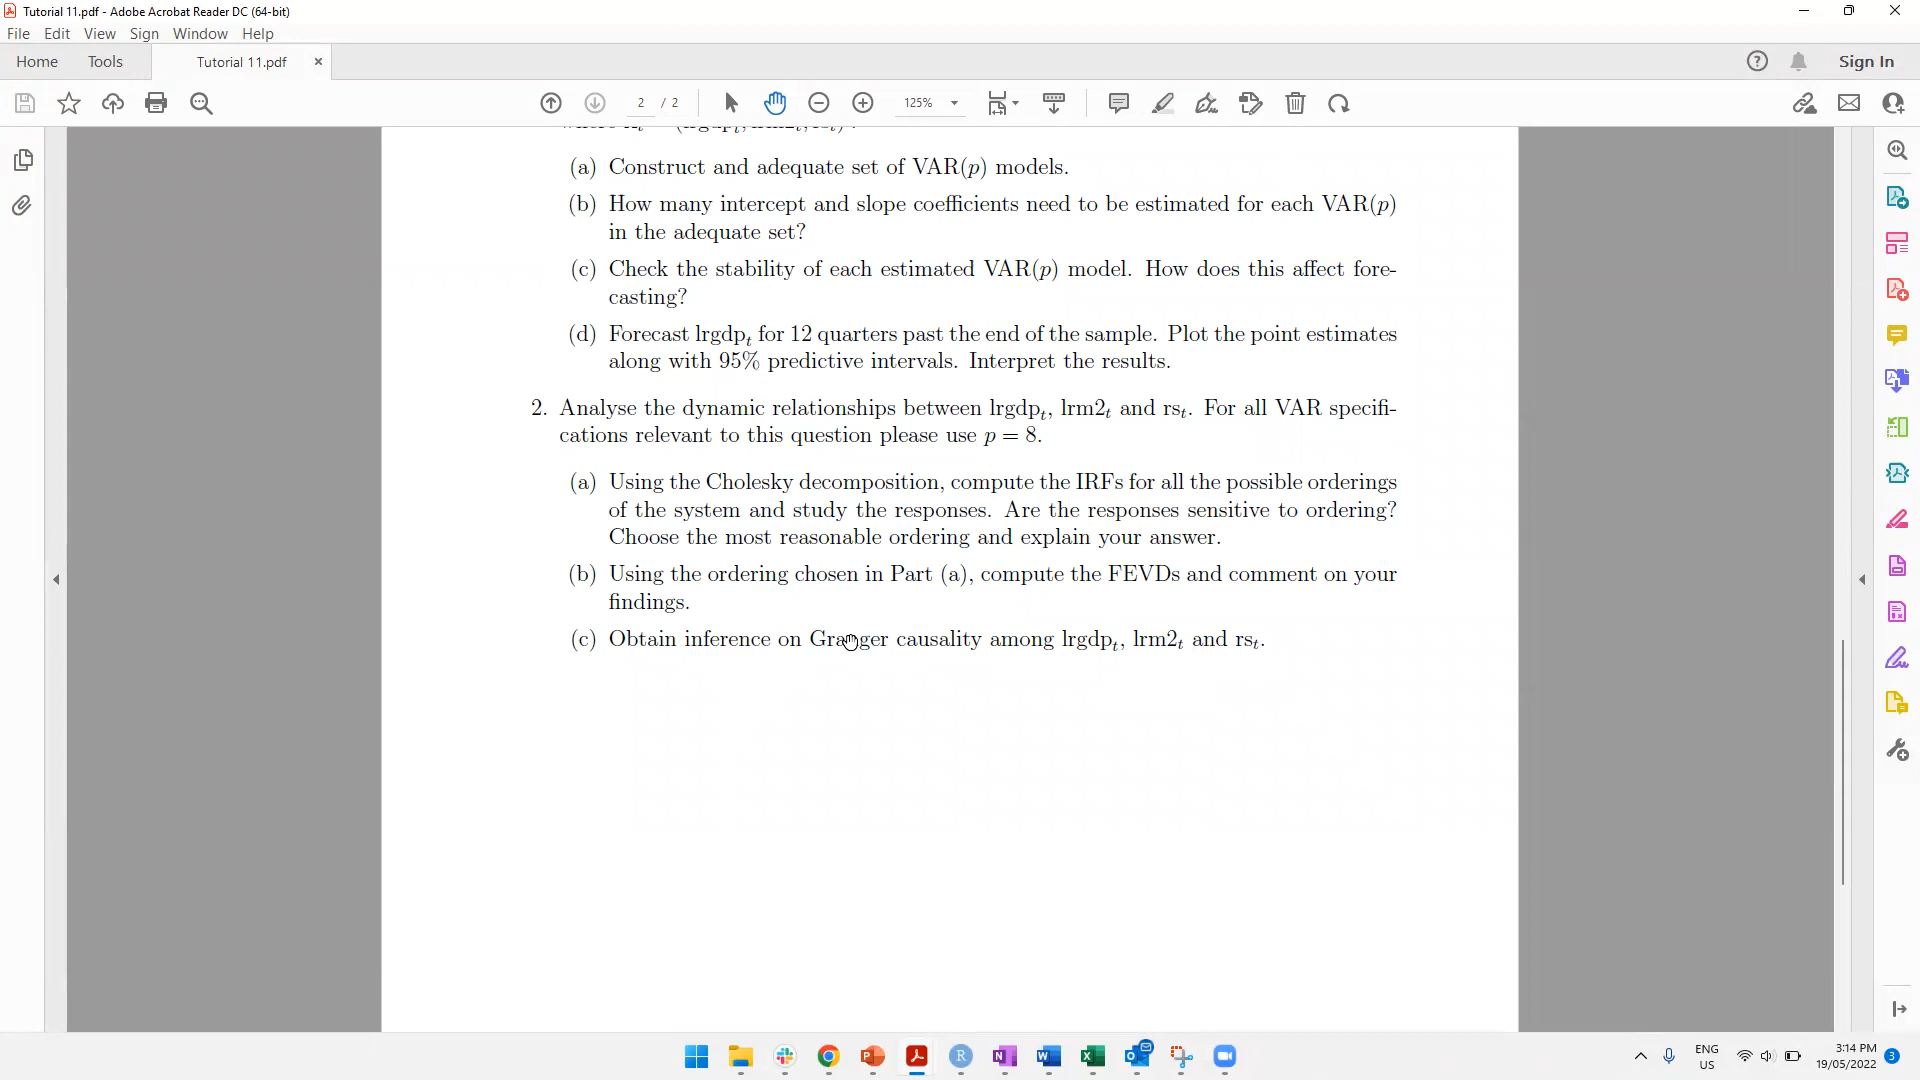 Tutorial 11.pdf - Adobe Acrobat Reader DC (64-bit)
File Edit View Sign Window Help
Home Tools Tutorial 11.pdf × Sign In
2 / 2 125%
(a) Construct and adequate set of VAR(p) models.
(b) How many intercept and slope coefficients need to be estimated for each VAR(p)
in the adequate set?
(c) Check the stability of each estimated VAR(p) model. How does this affect fore-
casting?
(d) Forecast lrgdpₜ for 12 quarters past the end of the sample. Plot the point estimates
along with 95% predictive intervals. Interpret the results.
2. Analyse the dynamic relationships between lrgdpₜ, lrm2ₜ and rsₜ. For all VAR specifi-
cations relevant to this question please use p = 8.
(a) Using the Cholesky decomposition, compute the IRFs for all the possible orderings
of the system and study the responses. Are the responses sensitive to ordering?
Choose the most reasonable ordering and explain your answer.
(b) Using the ordering chosen in Part (a), compute the FEVDs and comment on your
findings.
(c) Obtain inference on Granger causality among lrgdpₜ, lrm2ₜ and rsₜ.
ENG
US
3:14 PM
19/05/2022
3